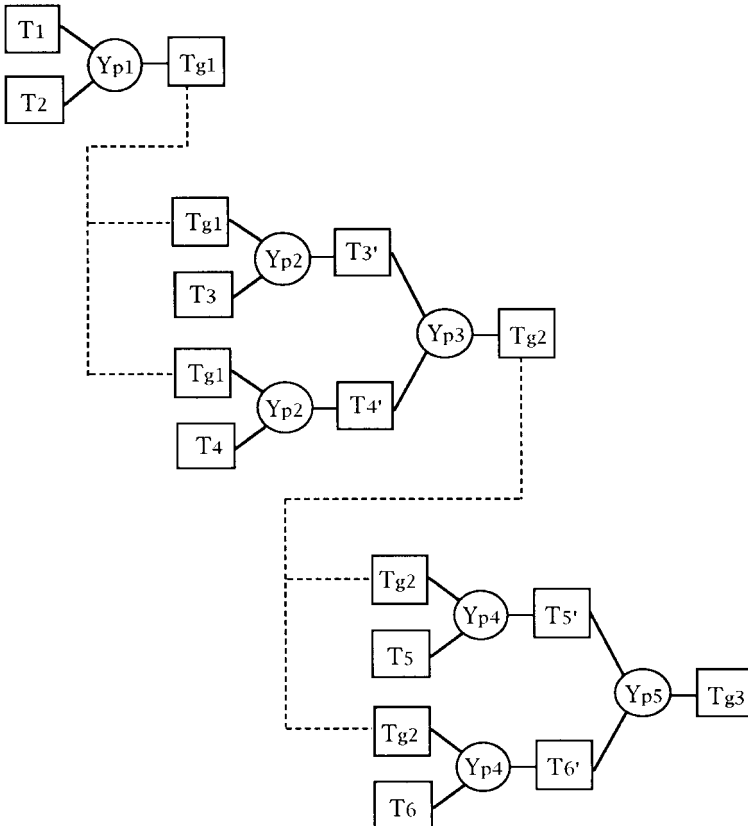 T1
Yp1
Tg1
T2
Tg1
Yp2
T3'
T3
Yp3
Tg2
Tg1
Yp2
T4'
T4
Tg2
Yp4
T5'
T5
Yp5
Tg3
Tg2
Yp4
T6'
T6